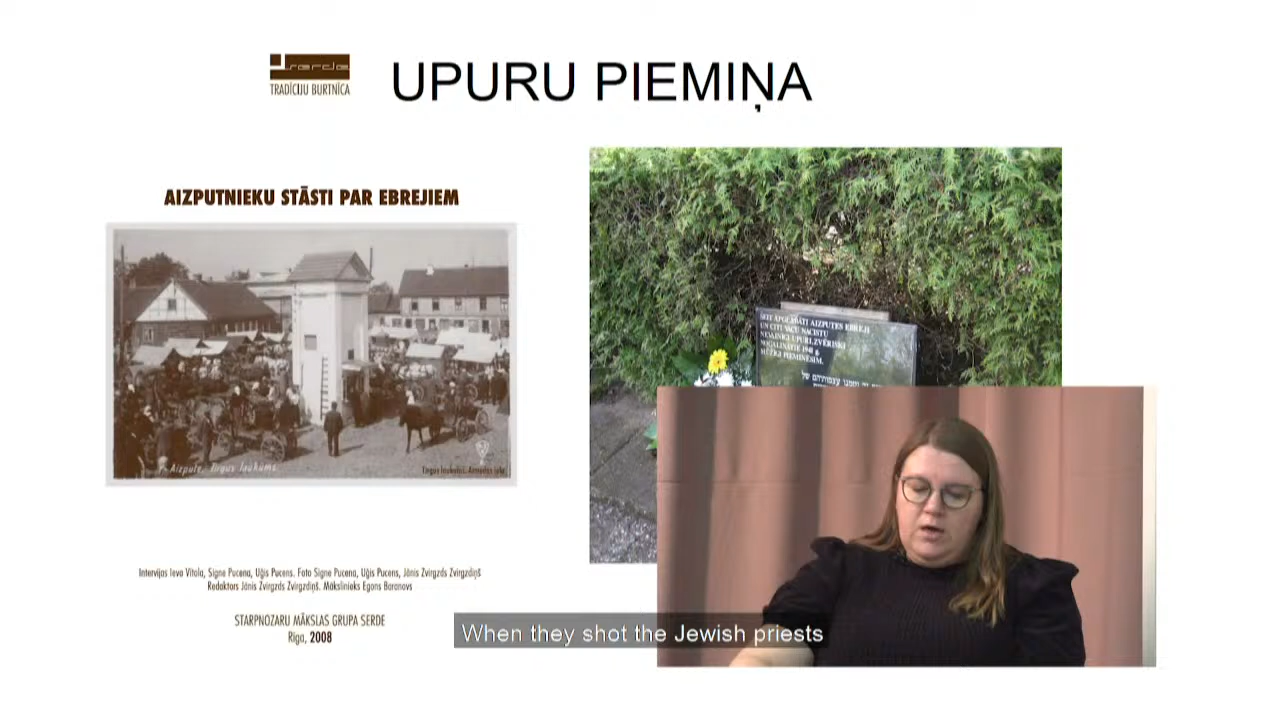 serde
TRADĪCIJU BURTNĪCA
UPURU PIEMIŅA
AIZPUTNIEKU STĀSTI PAR EBREJIEM
Aizpute. Tirgus laukums.
Intervijas Ieva Vītola, Signe Pucena, Uģis Pucens. Foto Signe Pucena, Uģis Pucens, Jānis Zvirgzds Zvirgzdiņš
Redaktors Jānis Zvirgzds Zvirgzdiņš. Mākslinieks Egons Baranovs
STARPNOZARU MĀKSLAS GRUPA SERDE
Rīga, 2008
ŠEIT APGLABĀTI AIZPUTES EBREJI
UN CITI VĀCU NACISTU
NEVAINĪGI UPURI, ZVĒRISKI
NOGALINĀTIE 1941 g
MŪŽĪGI PIEMINĒSIM.
When they shot the Jewish priests